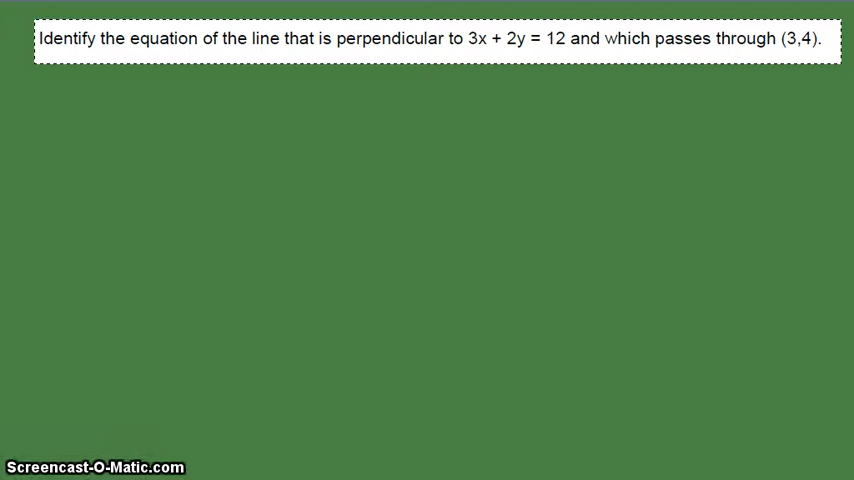 Identify the equation of the line that is perpendicular to 3x + 2y = 12 and which passes through (3,4).
Screencast-O-Matic.com